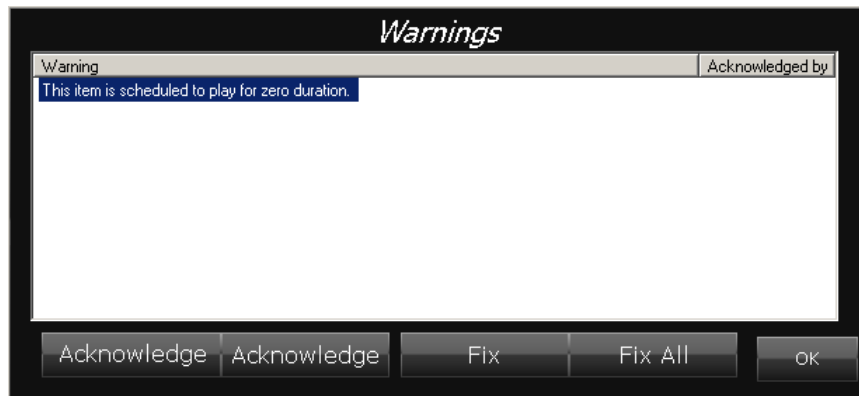 Warnings
Warning Acknowledged by
This item is scheduled to play for zero duration.
Acknowledge Acknowledge Fix Fix All OK